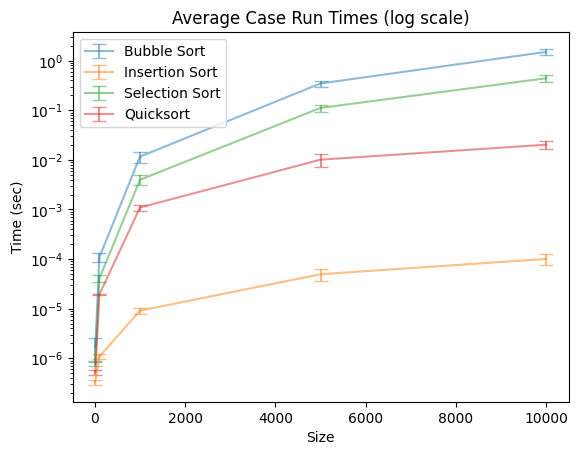 Average Case Run Times (log scale)
Bubble Sort
Insertion Sort
Selection Sort
Quicksort
Time (sec)
10^0
10^-1
10^-2
10^-3
10^-4
10^-5
10^-6
0 2000 4000 6000 8000 10000
Size